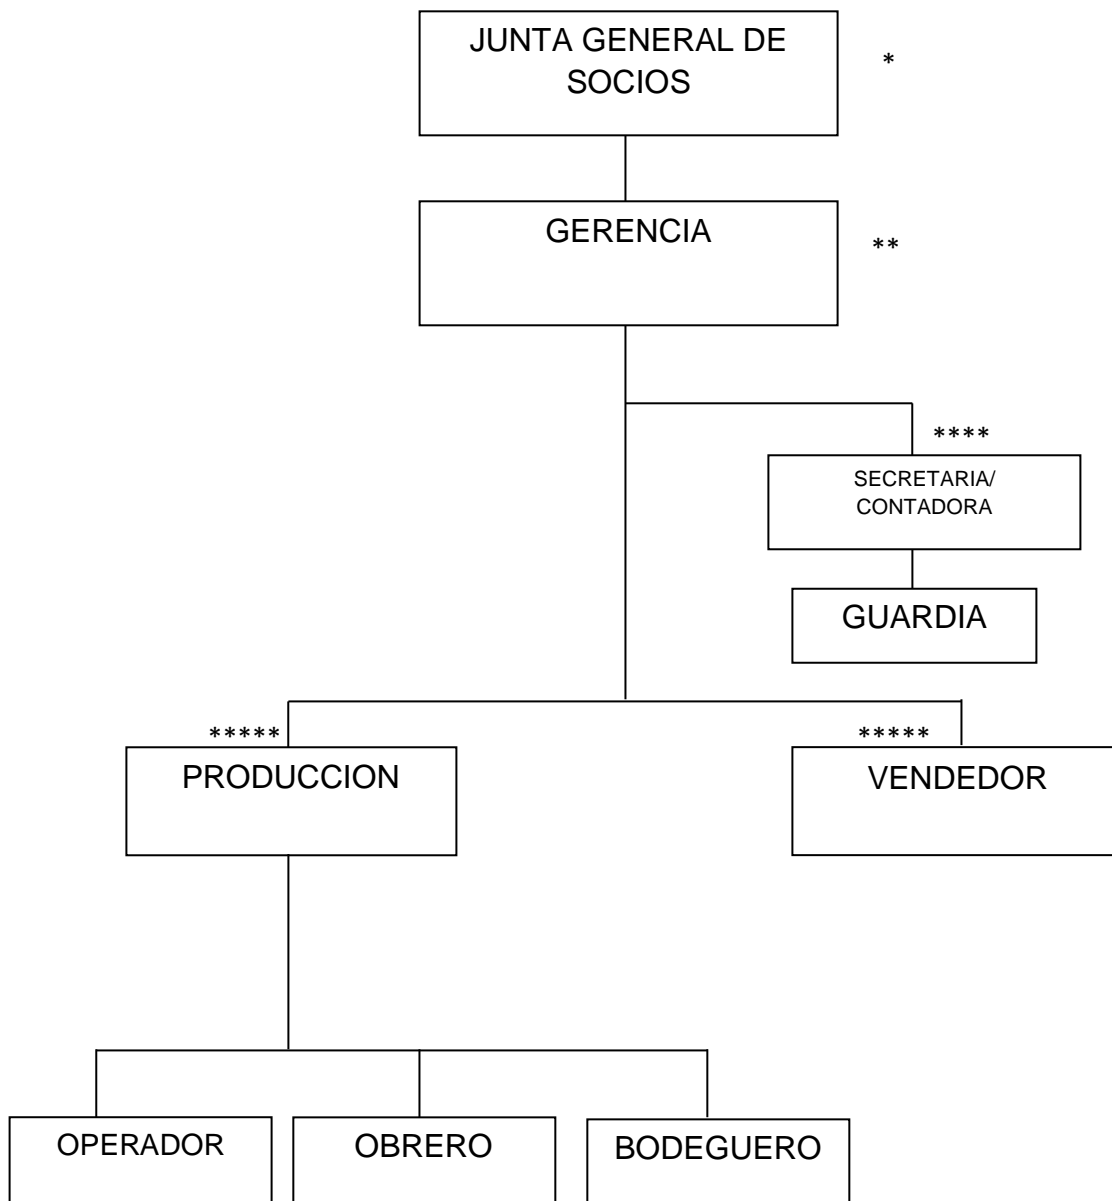 JUNTA GENERAL DE
SOCIOS
*
GERENCIA
**
****
SECRETARIA/
CONTADORA
GUARDIA
*****
*****
PRODUCCION
VENDEDOR
OPERADOR
OBRERO
BODEGUERO